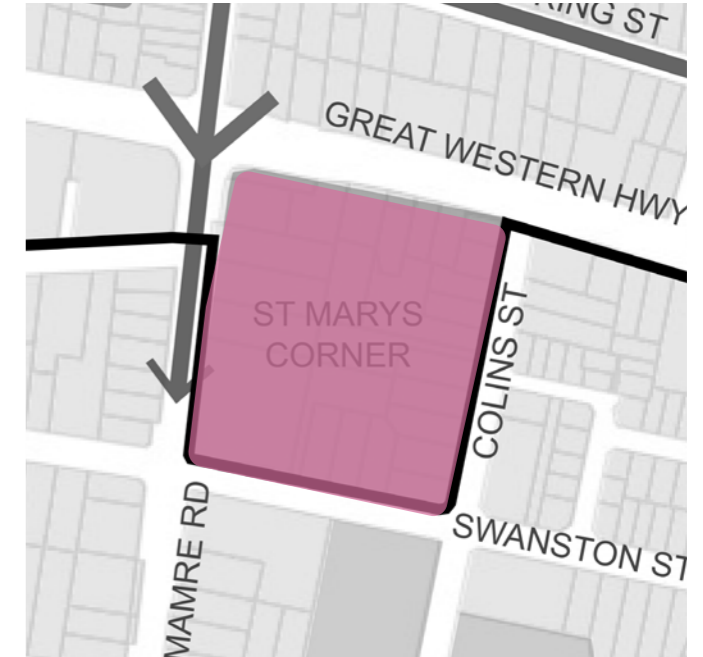 RING ST
GREAT WESTERN HWY
ST MARYS
CORNER
COLINS ST
SWANSTON ST
MAMRE RD